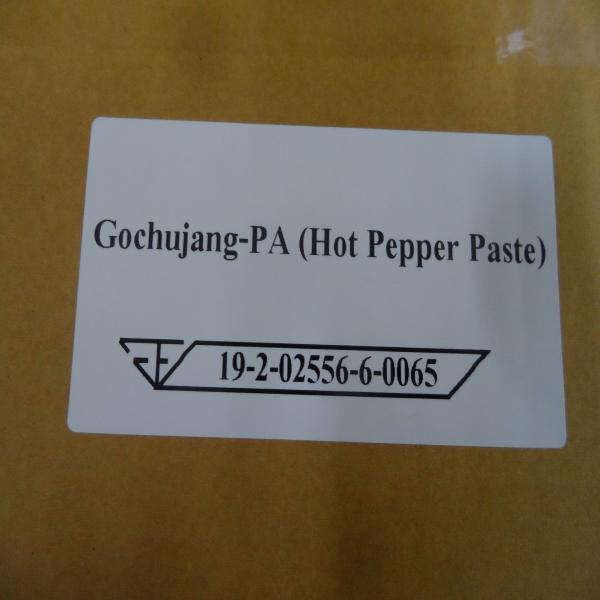 Gochujang-PA (Hot Pepper Paste)
19-2-02556-6-0065